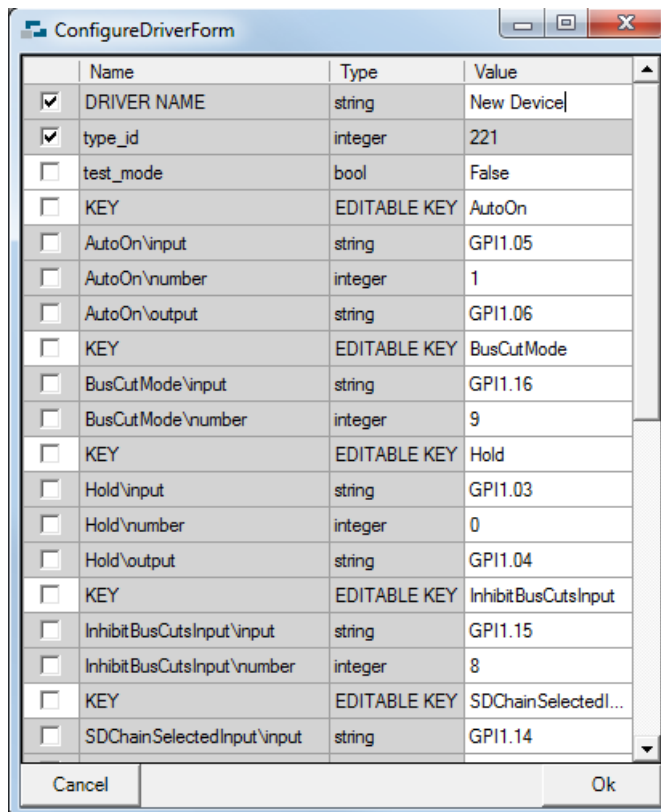 ConfigureDriverForm
Name Type Value
DRIVER NAME string New Device
type_id integer 221
test_mode bool False
KEY EDITABLE KEY AutoOn
AutoOn\input string GPI1.05
AutoOn\number integer 1
AutoOn\output string GPI1.06
KEY EDITABLE KEY BusCutMode
BusCutMode\input string GPI1.16
BusCutMode\number integer 9
KEY EDITABLE KEY Hold
Hold\input string GPI1.03
Hold\number integer 0
Hold\output string GPI1.04
KEY EDITABLE KEY InhibitBusCutsInput
InhibitBusCutsInput\input string GPI1.15
InhibitBusCutsInput\number integer 8
KEY EDITABLE KEY SDChainSelectedI...
SDChainSelectedInput\input string GPI1.14
Cancel Ok